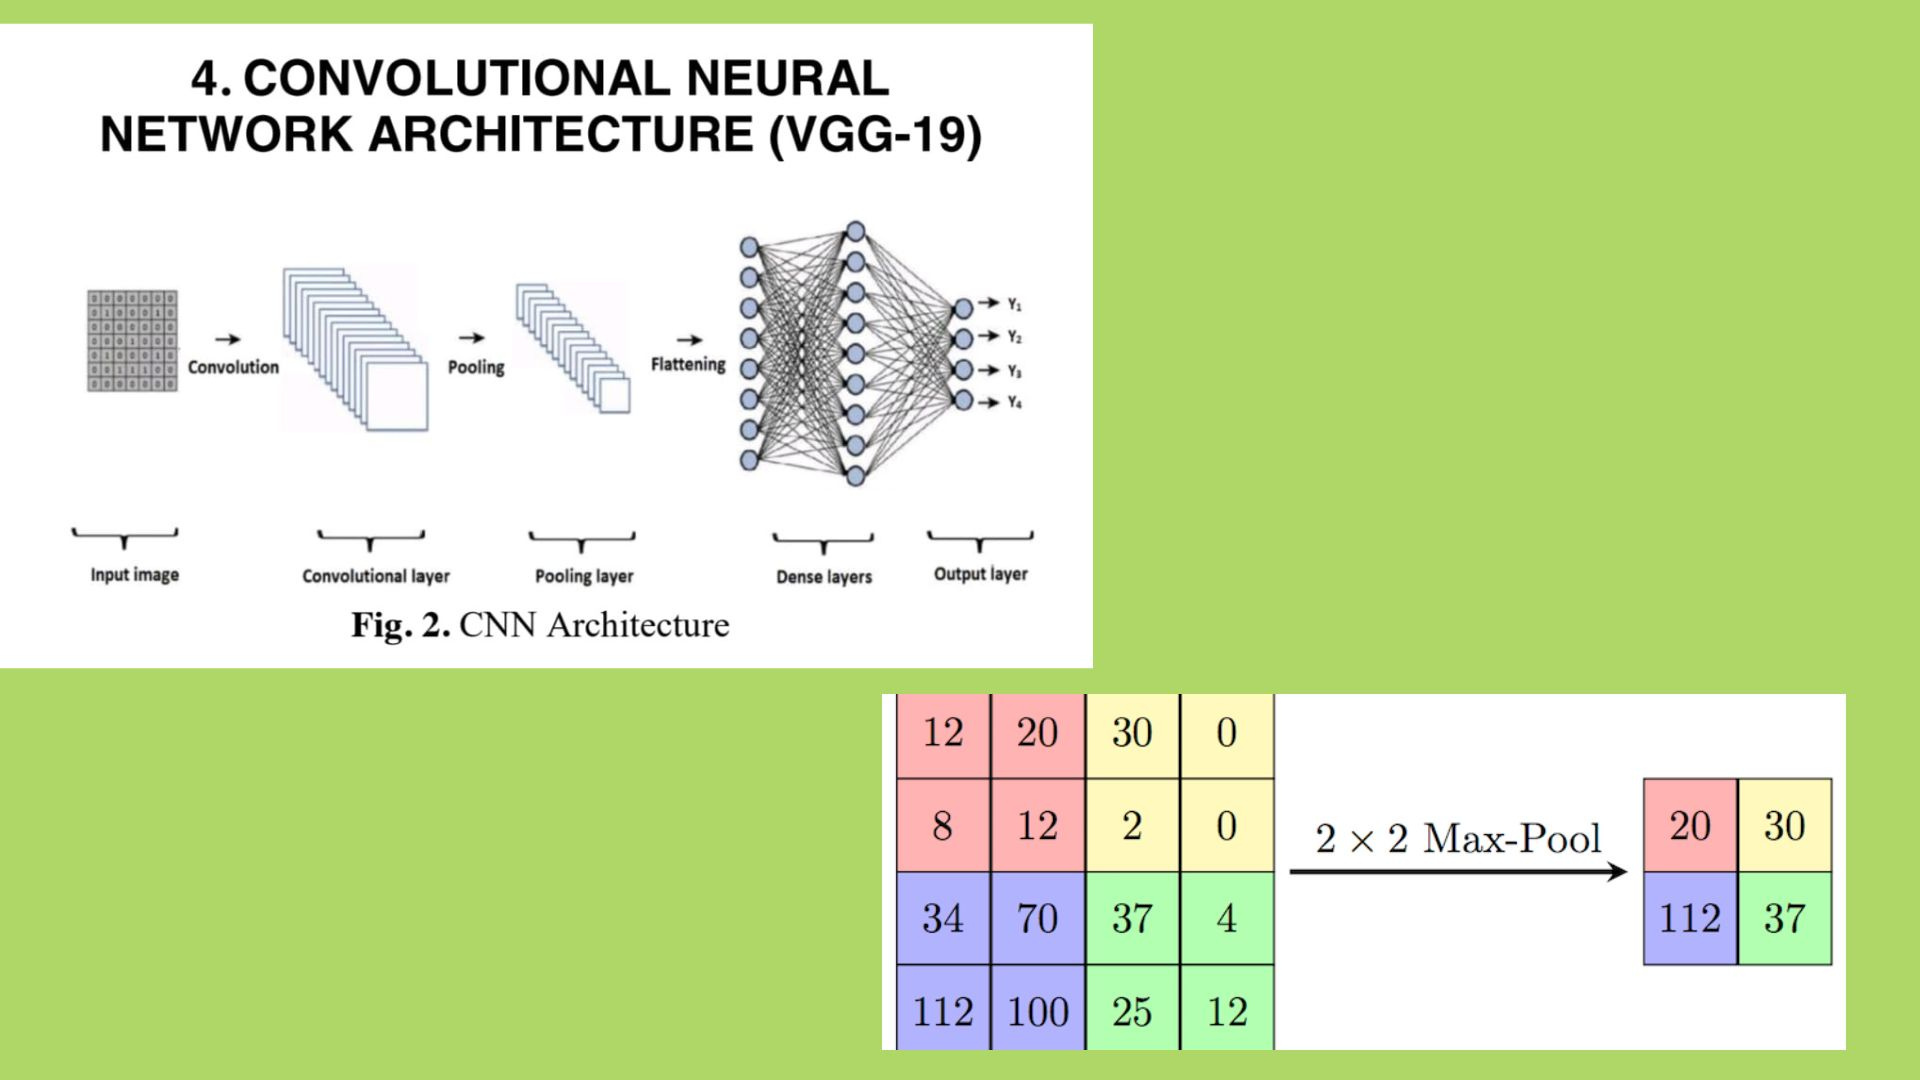 4. CONVOLUTIONAL NEURAL
NETWORK ARCHITECTURE (VGG-19)
Convolution
Pooling
Flattening
Y₁
Y₂
Y₃
Y₄
Input image
Convolutional layer
Pooling layer
Dense layers
Output layer
Fig. 2. CNN Architecture
12 20 30 0
8 12 2 0
34 70 37 4
112 100 25 12
2 × 2 Max-Pool
20 30
112 37